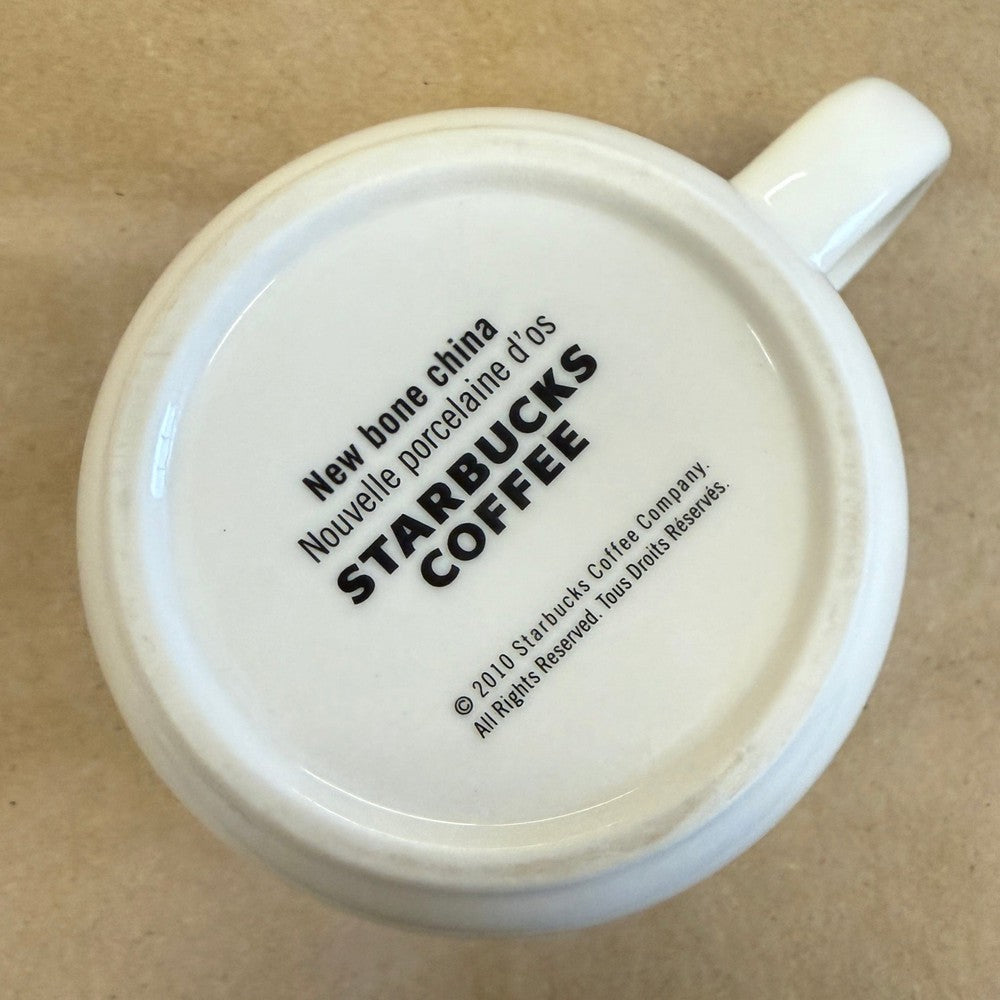 New bone china
Nouvelle porcelaine d'os
STARBUCKS
COFFEE
© 2010 Starbucks Coffee Company.
All Rights Reserved. Tous Droits Réservés.